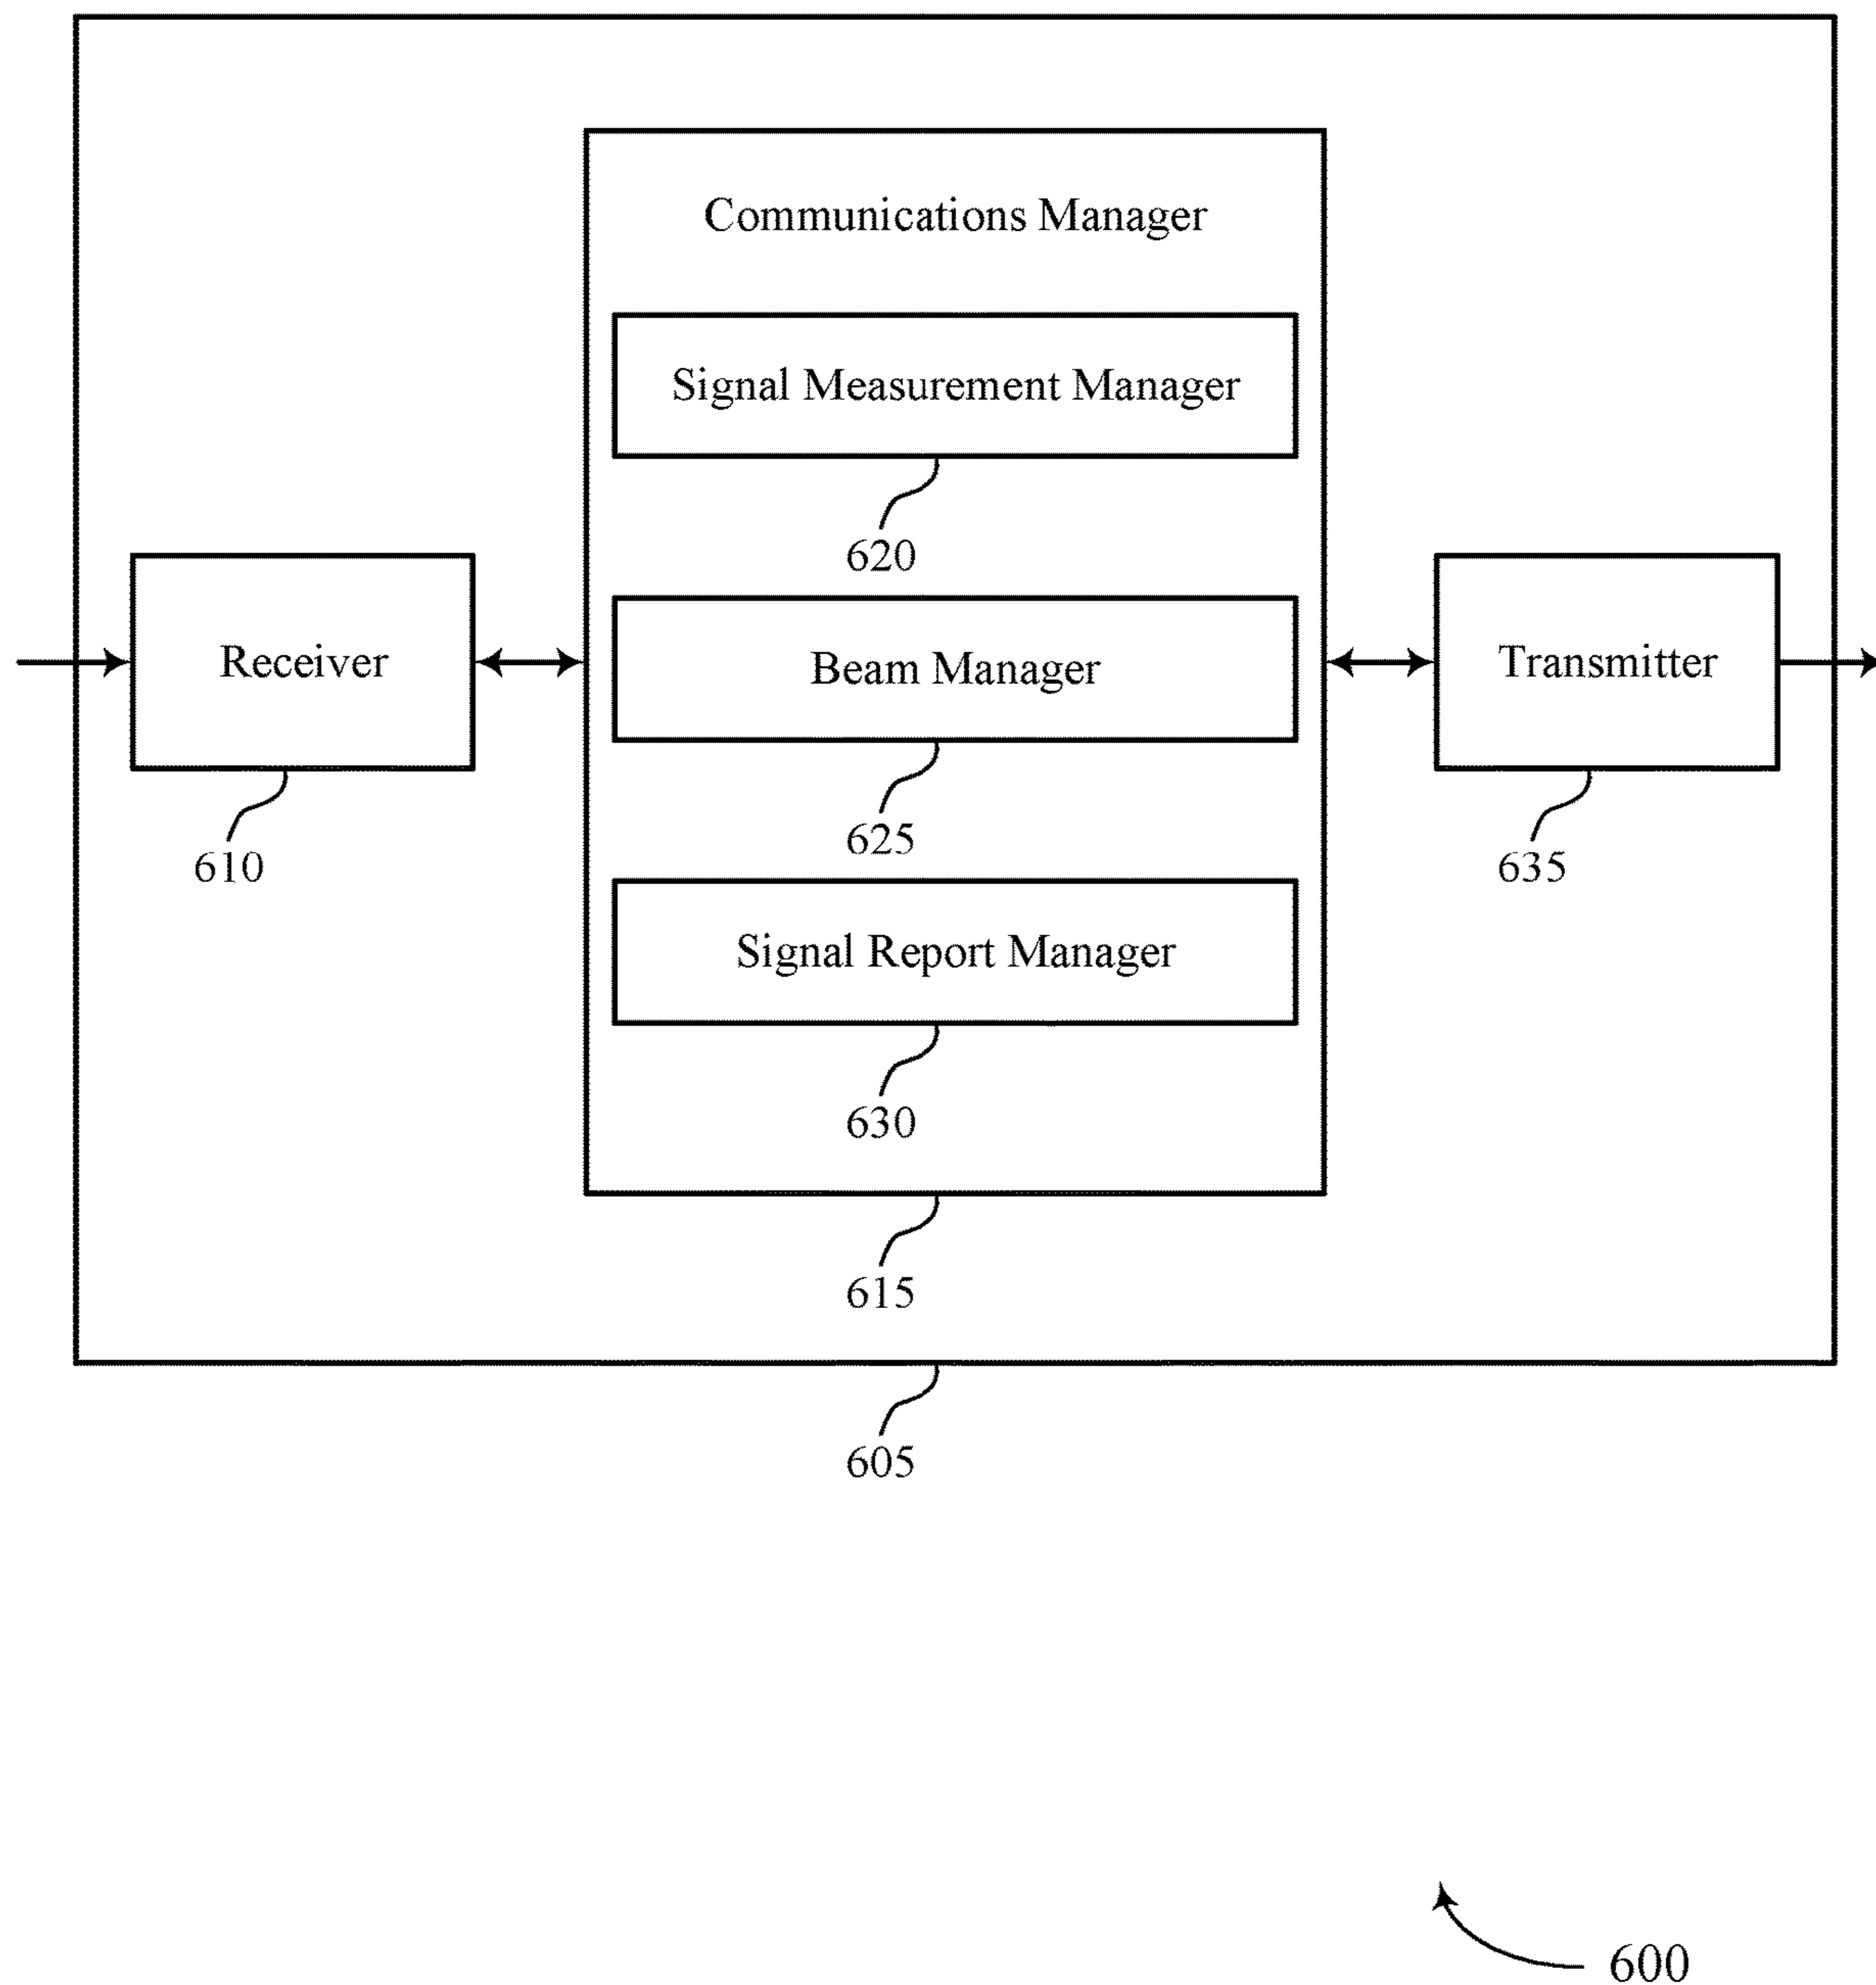 Communications Manager
Signal Measurement Manager
620
Receiver
610
Beam Manager
625
Transmitter
635
Signal Report Manager
630
615
605
600